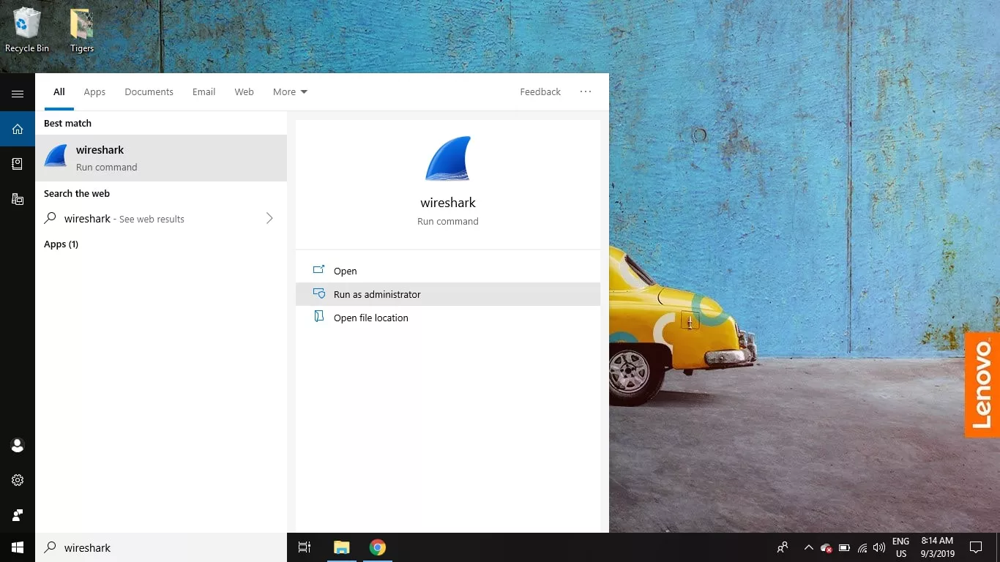 Recycle Bin
Tigers
All Apps Documents Email Web More Feedback ...
Best match
wireshark
Run command
Search the web
wireshark - See web results
Apps (1)
wireshark
Run command
Open
Run as administrator
Open file location
Lenovo
wireshark
ENG
US
8:14 AM
9/3/2019